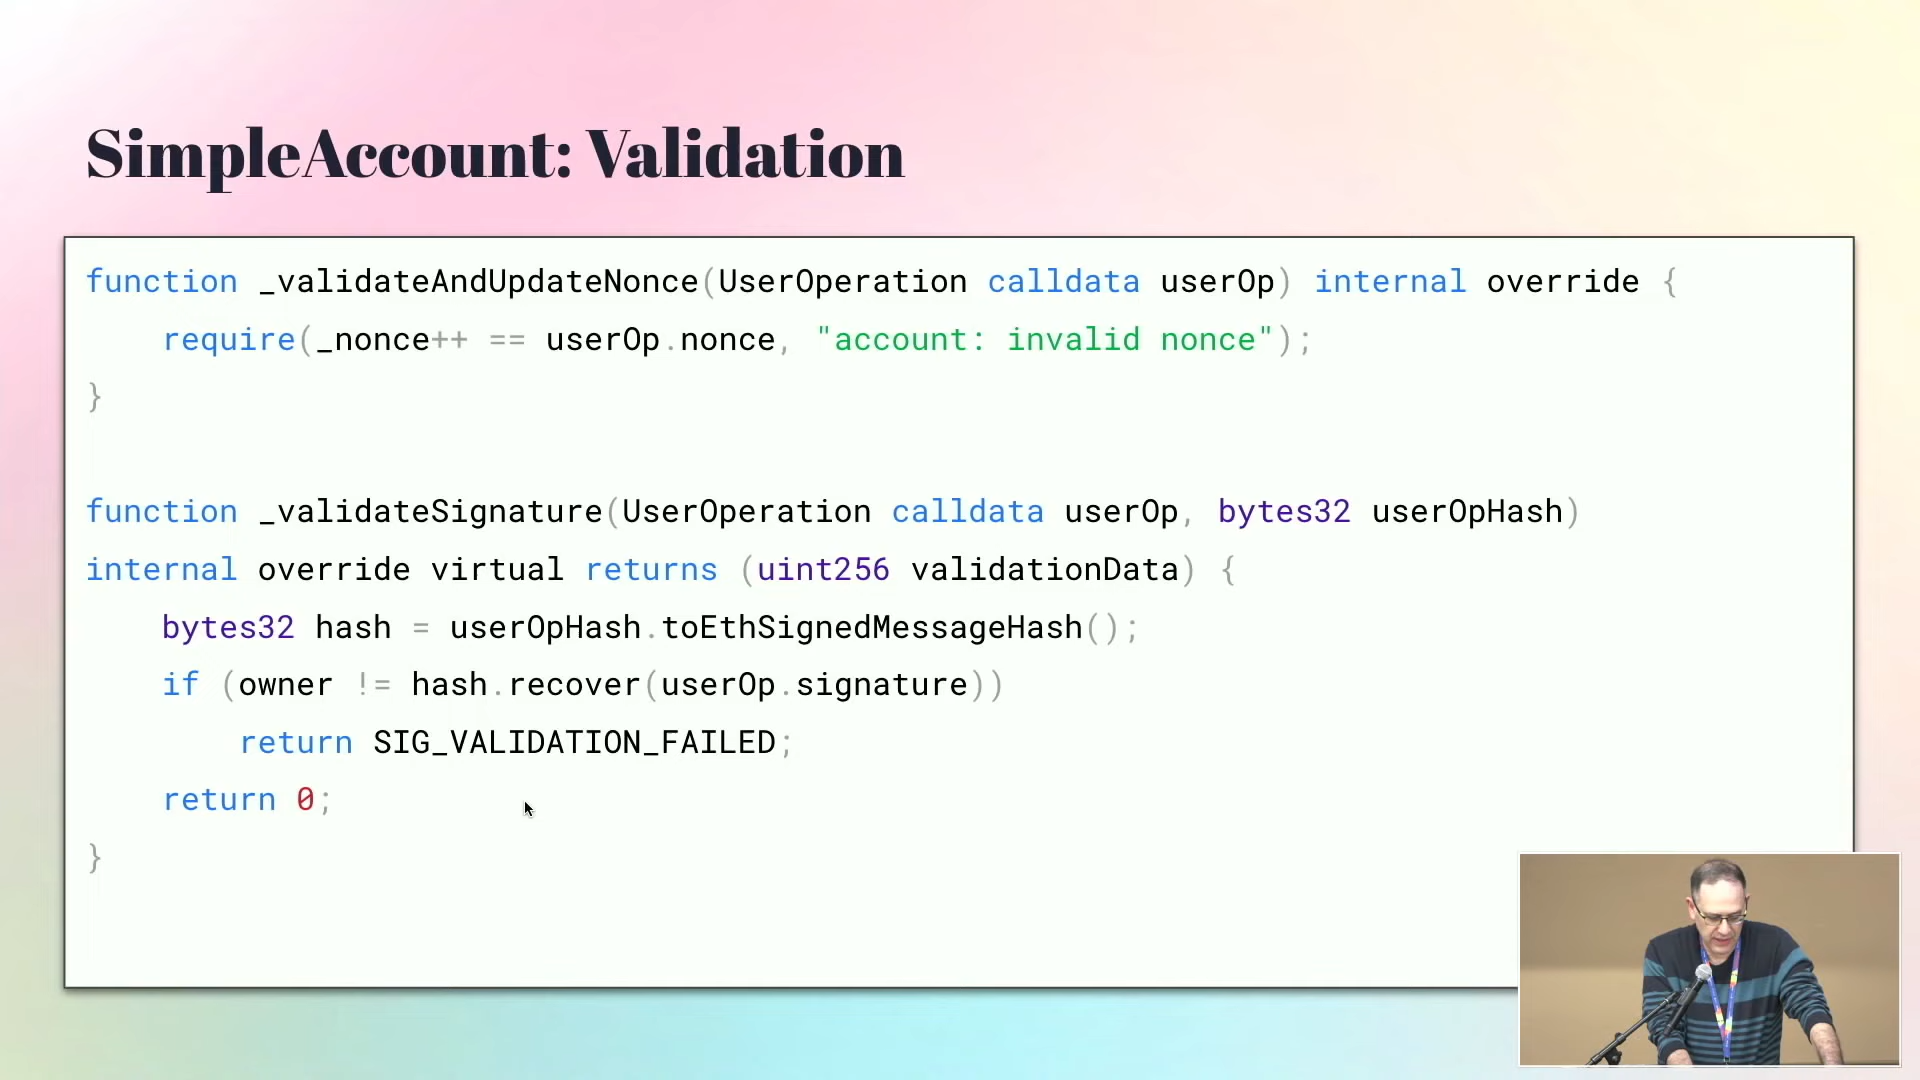 SimpleAccount: Validation
function _validateAndUpdateNonce(UserOperation calldata userOp) internal override {
    require(_nonce++ == userOp.nonce, "account: invalid nonce");
}
function _validateSignature(UserOperation calldata userOp, bytes32 userOpHash)
internal override virtual returns (uint256 validationData) {
    bytes32 hash = userOpHash.toEthSignedMessageHash();
    if (owner != hash.recover(userOp.signature))
        return SIG_VALIDATION_FAILED;
    return 0;
}